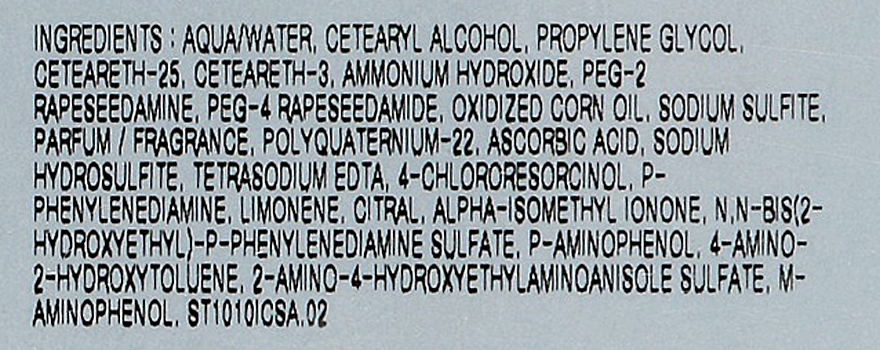 INGREDIENTS : AQUA/WATER, CETEARYL ALCOHOL, PROPYLENE GLYCOL,
CETEARETH-25, CETEARETH-3, AMMONIUM HYDROXIDE, PEG-2
RAPESEEDAMINE, PEG-4 RAPESEEDAMIDE, OXIDIZED CORN OIL, SODIUM SULFITE,
PARFUM / FRAGRANCE, POLYQUATERNIUM-22, ASCORBIC ACID, SODIUM
HYDROSULFITE, TETRASODIUM EDTA, 4-CHLORORESORCINOL, P-
PHENYLENEDIAMINE, LIMONENE, CITRAL, ALPHA-ISOMETHYL IONONE, N,N-BIS(2-
HYDROXYETHYL)-P-PHENYLENEDIAMINE SULFATE, P-AMINOPHENOL, 4-AMINO-
2-HYDROXYTOLUENE, 2-AMINO-4-HYDROXYETHYLAMINOANISOLE SULFATE, M-
AMINOPHENOL, ST1010ICSA.02